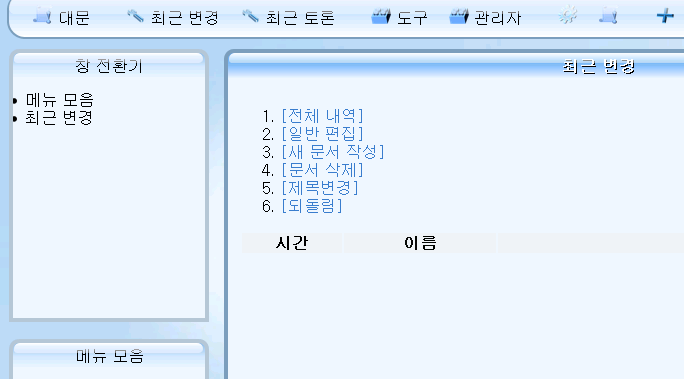 대문 최근 변경 최근 토론 도구 관리자
창 전환기
• 메뉴 모음
• 최근 변경
메뉴 모음
최근 변경
1. [전체 내역]
2. [일반 편집]
3. [새 문서 작성]
4. [문서 삭제]
5. [제목변경]
6. [되돌림]
시간 이름